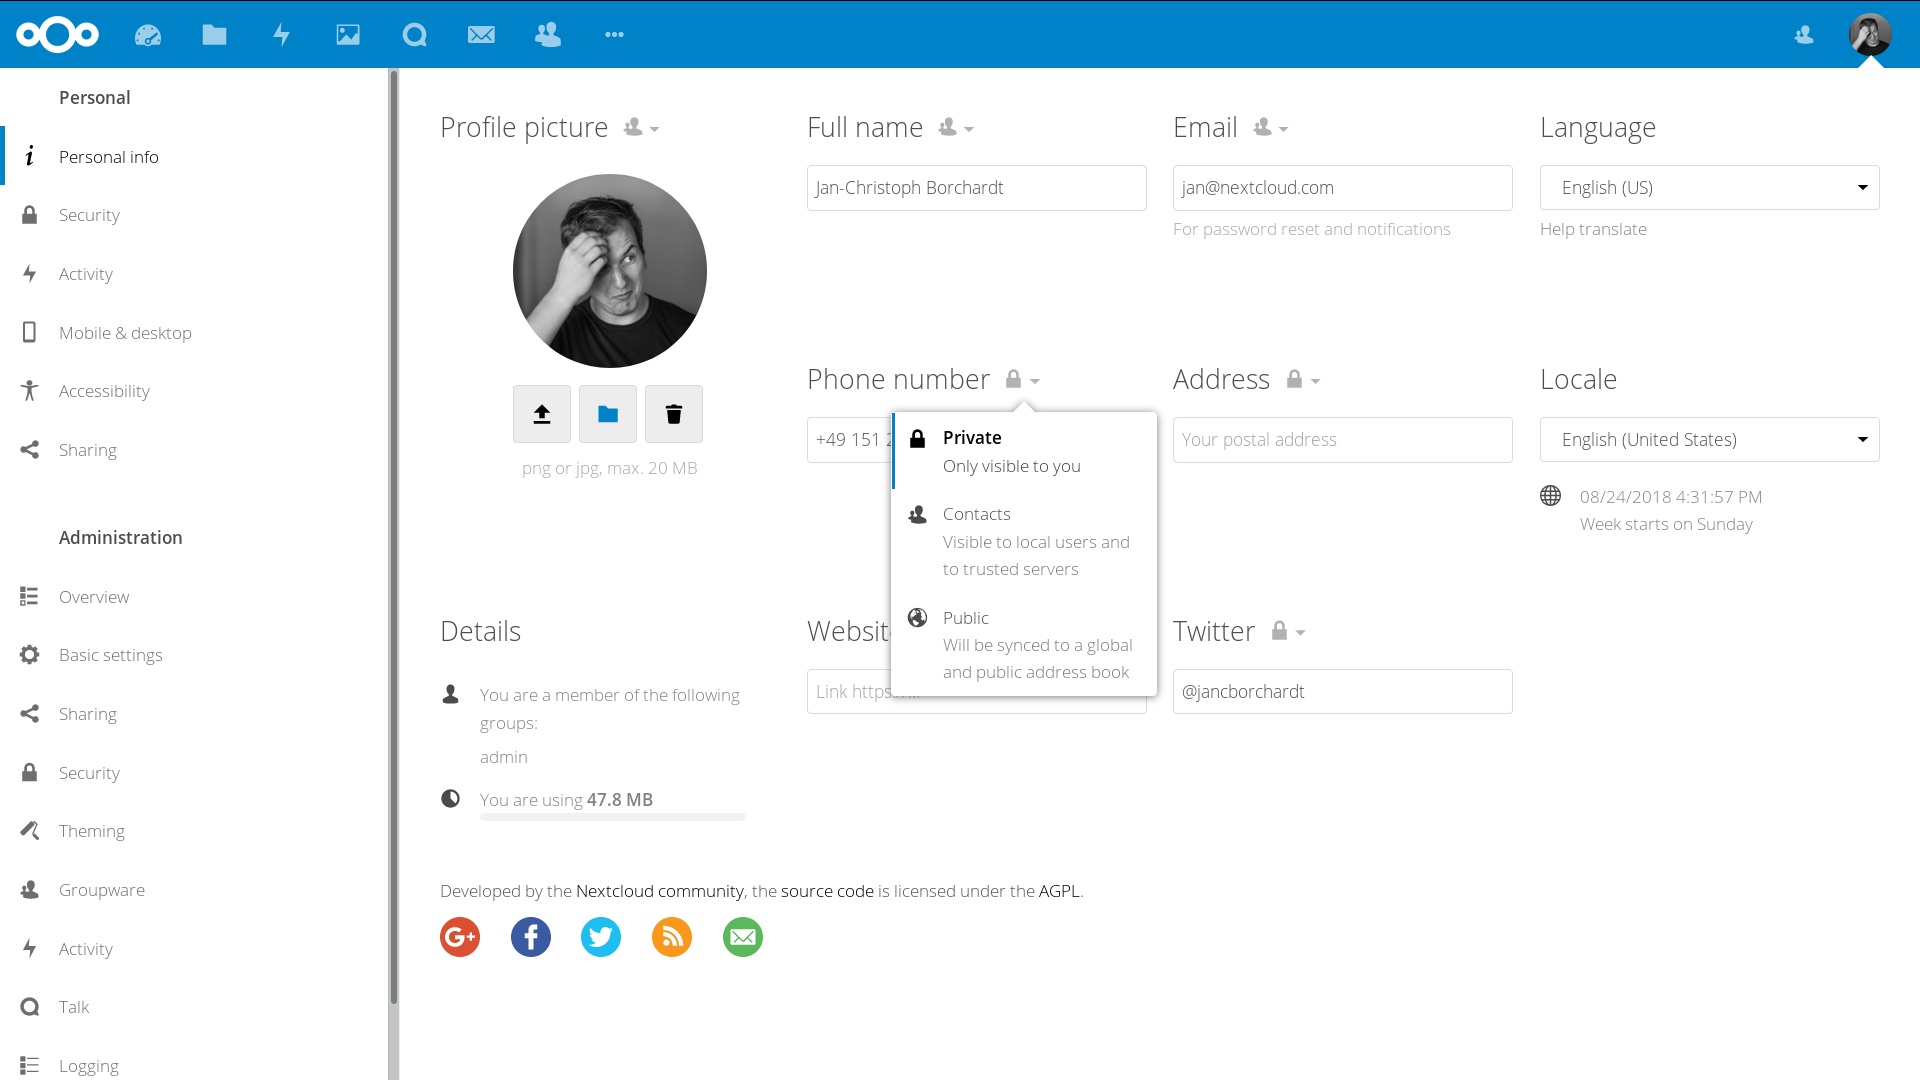 Personal
Personal info
Security
Activity
Mobile & desktop
Accessibility
Sharing
Administration
Overview
Basic settings
Sharing
Security
Theming
Groupware
Activity
Talk
Logging
Profile picture
png or jpg, max. 20 MB
Full name
Jan-Christoph Borchardt
Email
jan@nextcloud.com
For password reset and notifications
Language
English (US)
Help translate
Phone number
+49 151
Private
Only visible to you
Contacts
Visible to local users and
to trusted servers
Public
Will be synced to a global
and public address book
Address
Your postal address
Locale
English (United States)
08/24/2018 4:31:57 PM
Week starts on Sunday
Details
You are a member of the following
groups:
admin
You are using 47.8 MB
Link
Twitter
@jancborchardt
Developed by the Nextcloud community, the source code is licensed under the AGPL.
G+
f